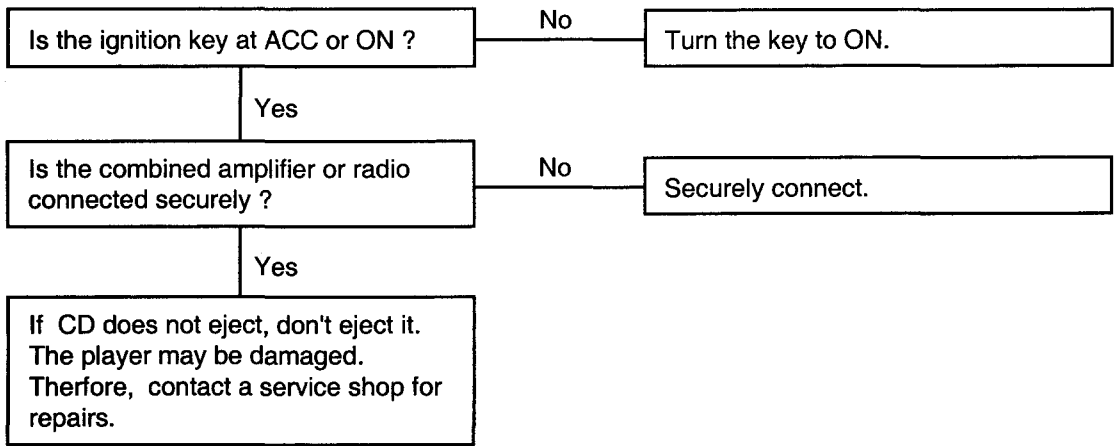 Is the ignition key at ACC or ON ?
No
Turn the key to ON.
Yes
Is the combined amplifier or radio
connected securely ?
No
Securely connect.
Yes
If CD does not eject, don't eject it.
The player may be damaged.
Therfore, contact a service shop for
repairs.